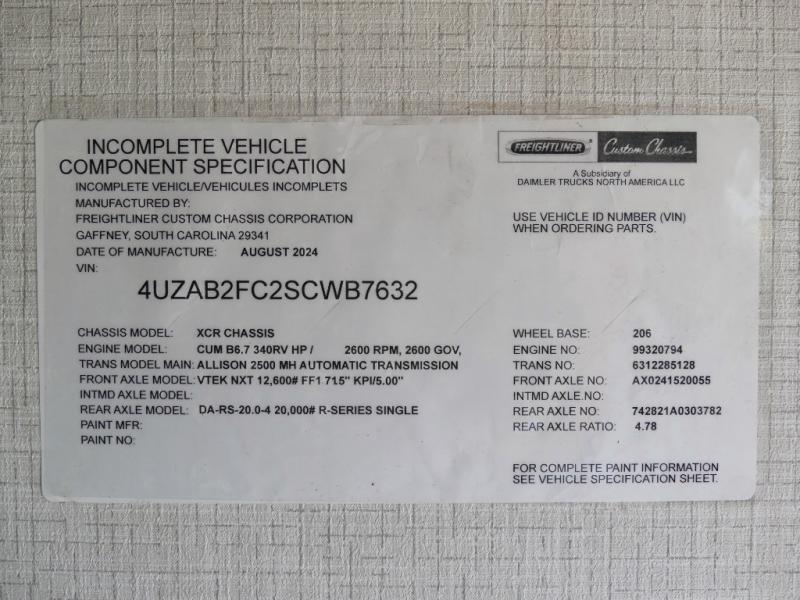 INCOMPLETE VEHICLE
COMPONENT SPECIFICATION
INCOMPLETE VEHICLE/VEHICULES INCOMPLETS
MANUFACTURED BY:
FREIGHTLINER CUSTOM CHASSIS CORPORATION
GAFFNEY, SOUTH CAROLINA 29341
DATE OF MANUFACTURE: AUGUST 2024
VIN:
4UZAB2FC2SCWB7632
FREIGHTLINER Custom Chassis
A Subsidiary of
DAIMLER TRUCKS NORTH AMERICA LLC
USE VEHICLE ID NUMBER (VIN)
WHEN ORDERING PARTS.
CHASSIS MODEL: XCR CHASSIS
ENGINE MODEL: CUM B6.7 340RV HP / 2600 RPM, 2600 GOV,
TRANS MODEL MAIN: ALLISON 2500 MH AUTOMATIC TRANSMISSION
FRONT AXLE MODEL: VTEK NXT 12,600# FF1 71.5" KPI/5.00"
INTMD AXLE MODEL:
REAR AXLE MODEL: DA-RS-20.0-4 20,000# R-SERIES SINGLE
PAINT MFR:
PAINT NO:
WHEEL BASE: 206
ENGINE NO: 99320794
TRANS NO: 6312285128
FRONT AXLE NO: AX0241520055
INTMD AXLE.NO:
REAR AXLE NO: 742821A0303782
REAR AXLE RATIO: 4.78
FOR COMPLETE PAINT INFORMATION
SEE VEHICLE SPECIFICATION SHEET.